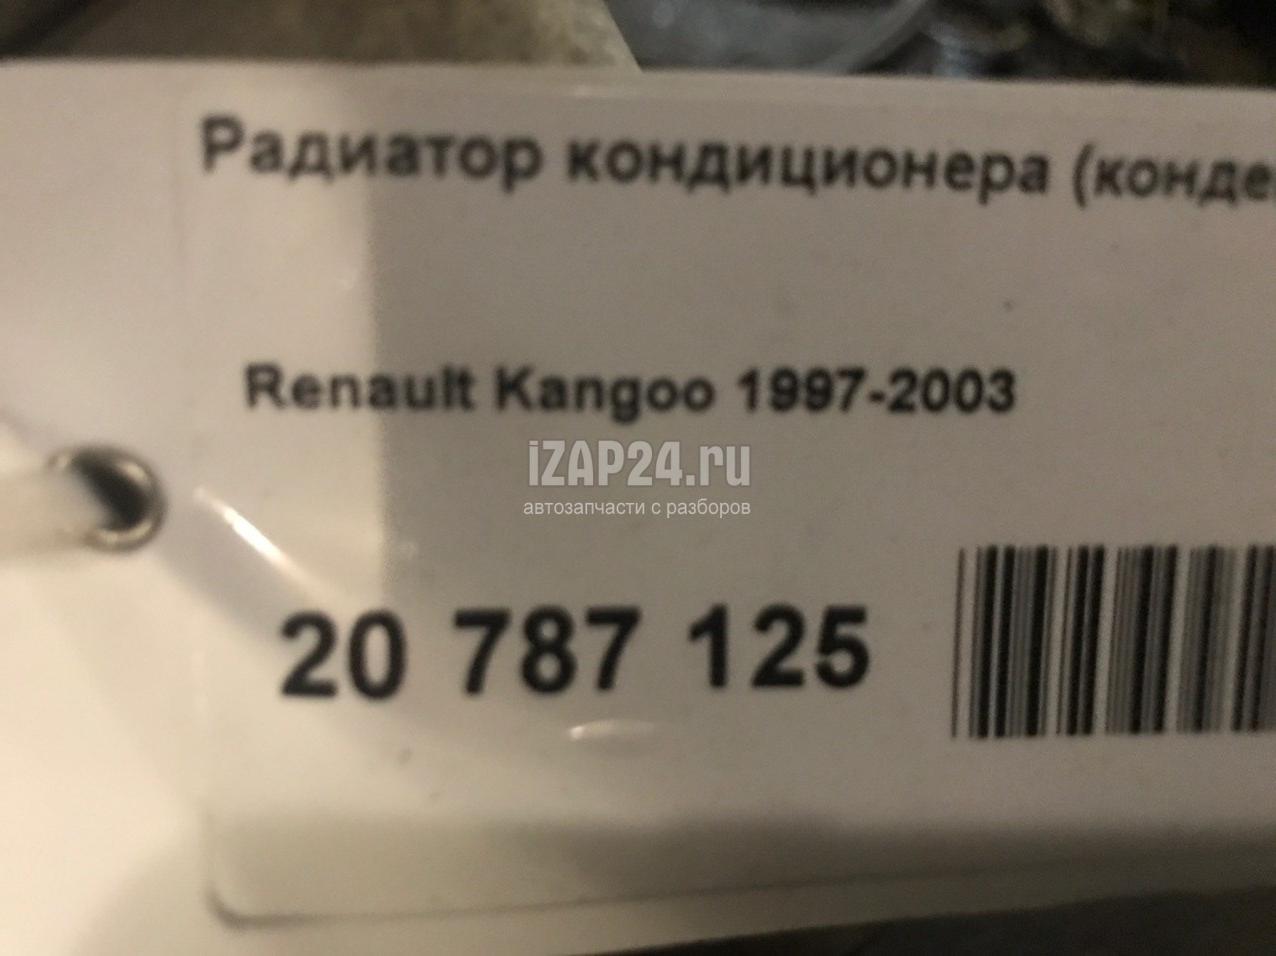 Радиатор кондиционера (конде
Renault Kangoo 1997-2003
iZAP24.ru
автозапчасти с разборов
20 787 125